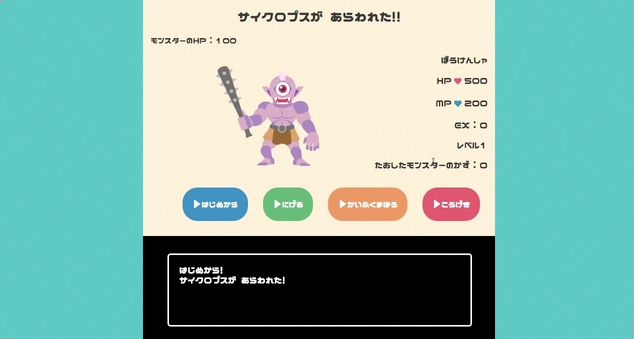 サイクロプスが あらわれた!!
モンスターのHP：100
ぼうけんしゃ
HP ♥ 500
MP ♥ 200
EX：0
レベル1
たおしたモンスターのかず：0
▶はじめから
▶にげる
▶かいふくまほう
▶こうげき
はじめから!
サイクロプスが あらわれた!